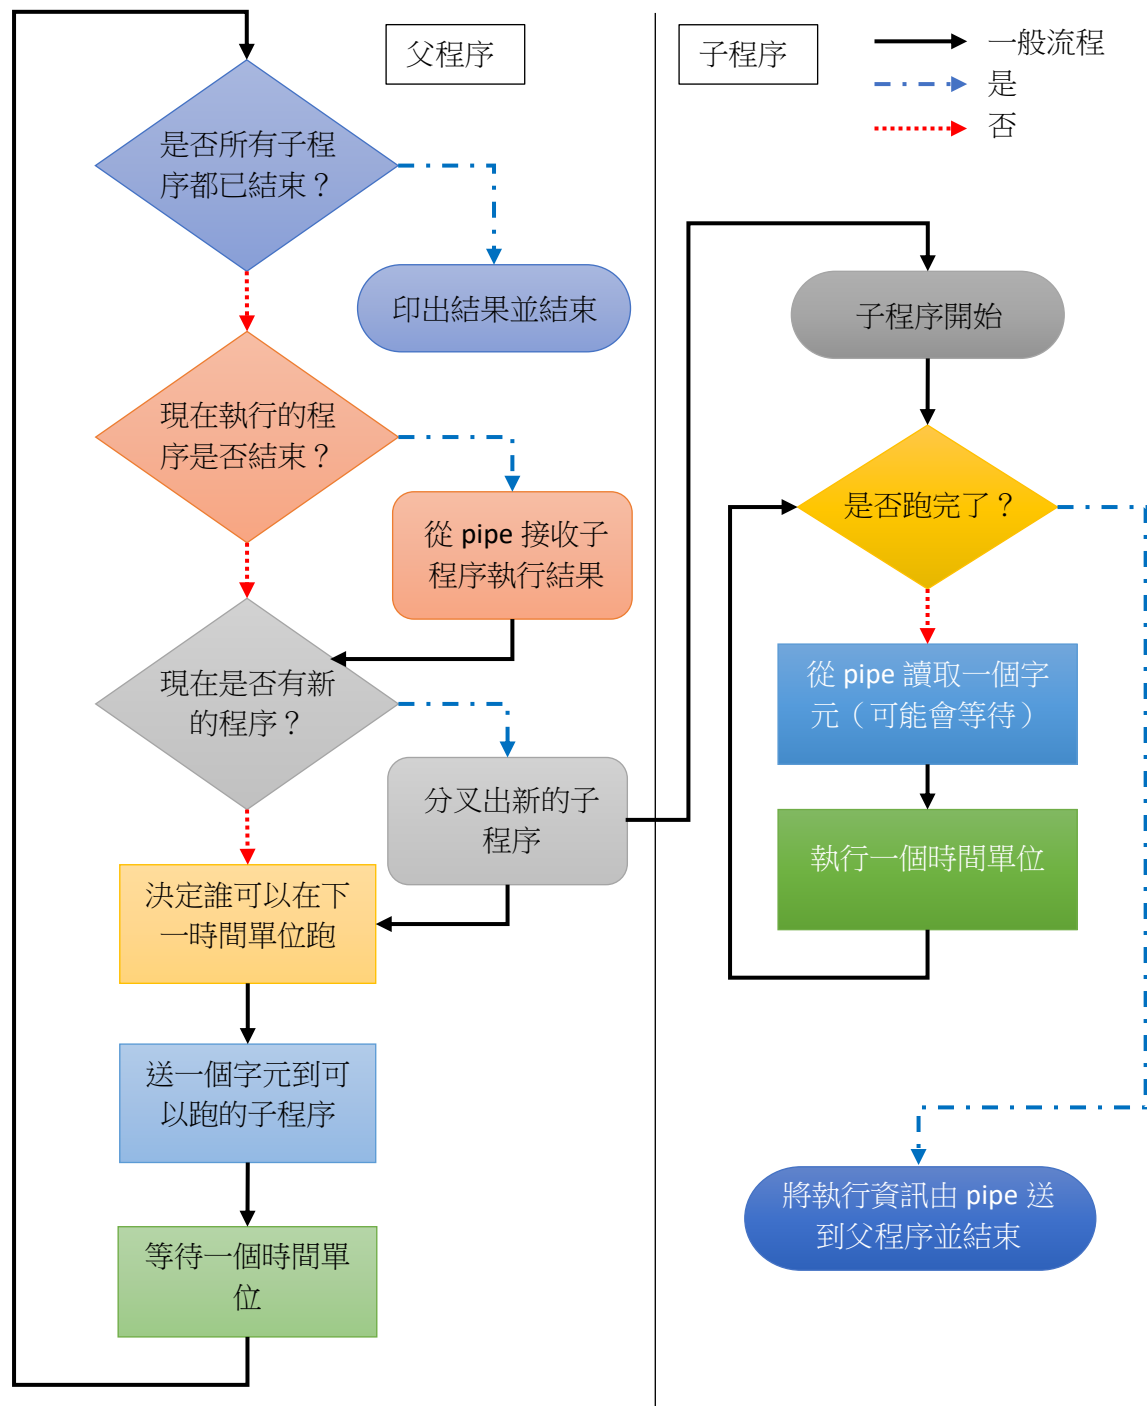 父程序
子程序
一般流程
是
否
是否所有子程
序都已結束？
印出結果並結束
現在執行的程
序是否結束？
從 pipe 接收子
程序執行結果
現在是否有新
的程序？
分叉出新的子
程序
決定誰可以在下
一時間單位跑
送一個字元到可
以跑的子程序
等待一個時間單
位
子程序開始
是否跑完了？
從 pipe 讀取一個字
元（可能會等待）
執行一個時間單位
將執行資訊由 pipe 送
到父程序並結束